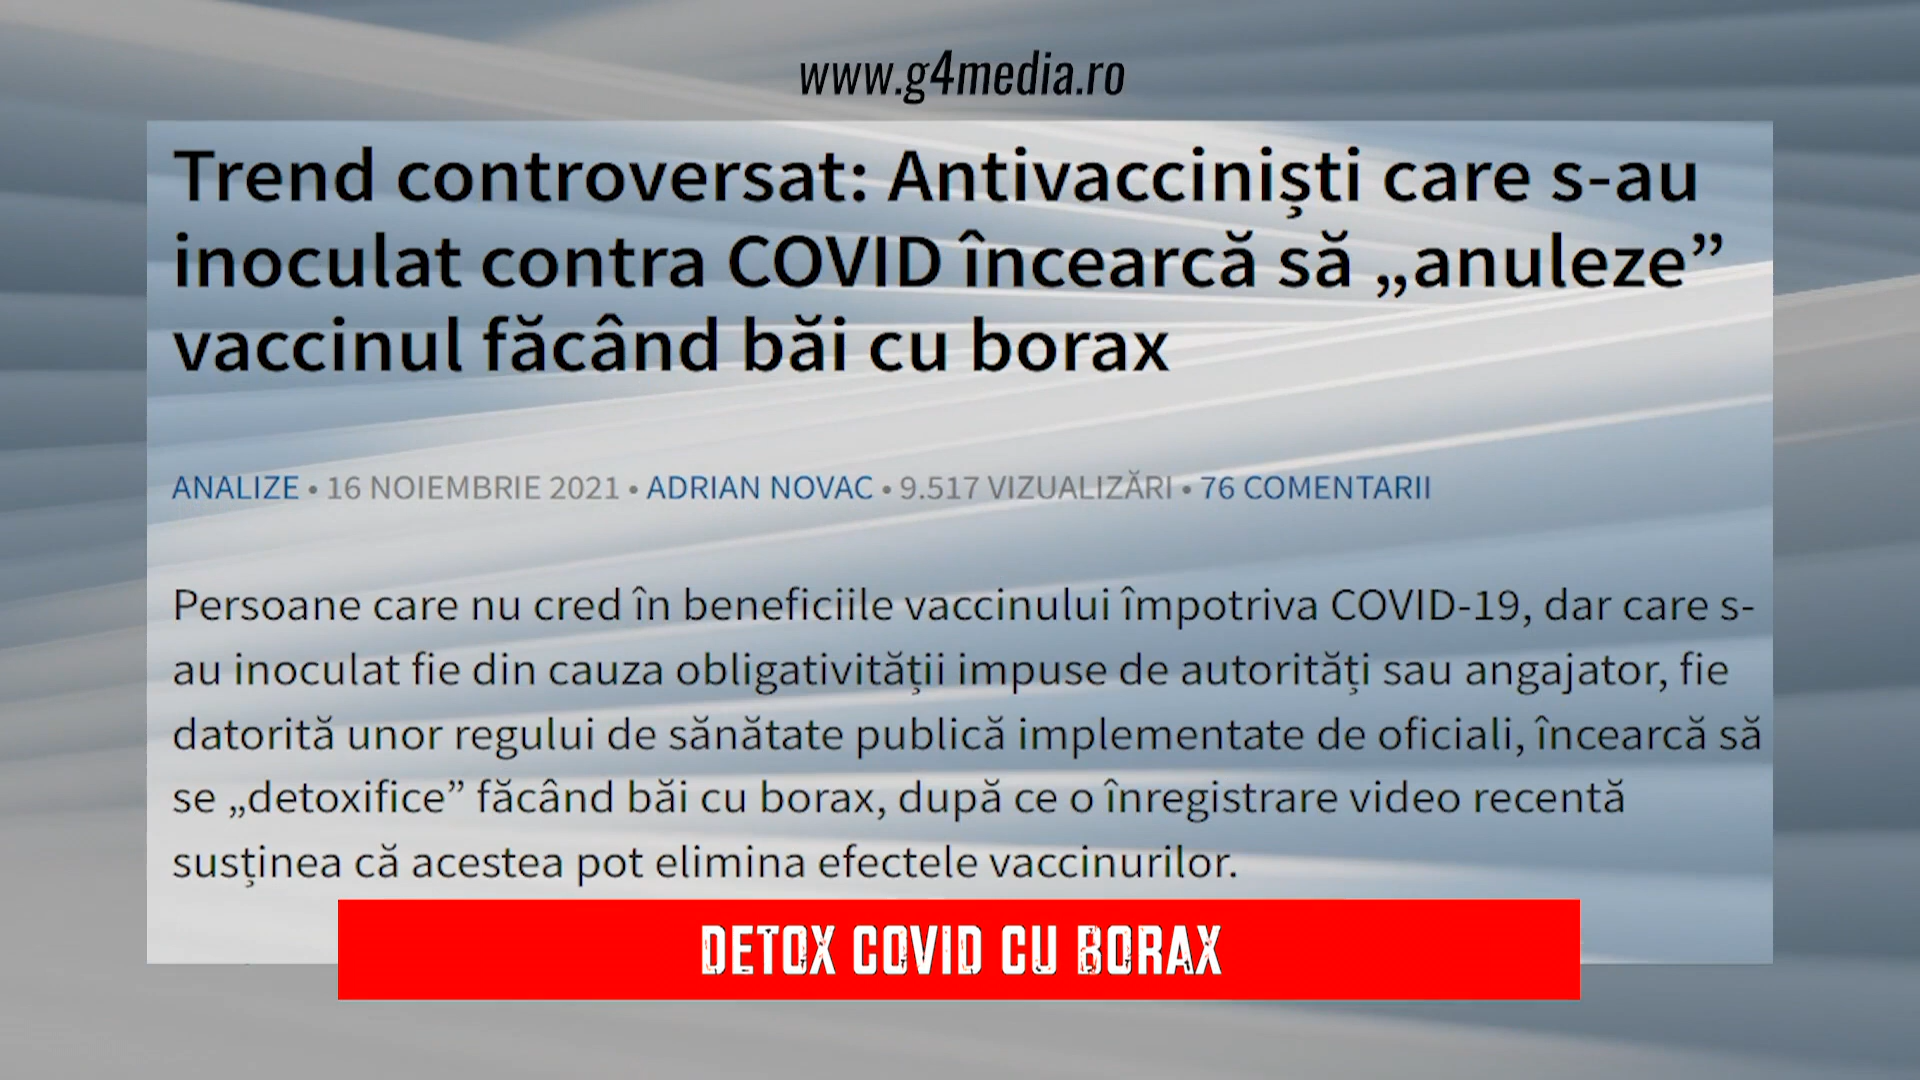 www.g4media.ro
Trend controversat: Antivacciniști care s-au
inoculat contra COVID încearcă să „anuleze”
vaccinul făcând băi cu borax
ANALIZE • 16 NOIEMBRIE 2021 • ADRIAN NOVAC • 9.517 VIZUALIZĂRI • 76 COMENTARII
Persoane care nu cred în beneficiile vaccinului împotriva COVID-19, dar care s-
au inoculat fie din cauza obligativității impuse de autorități sau angajator, fie
datorită unor regului de sănătate publică implementate de oficiali, încearcă să
se „detoxifice” făcând băi cu borax, după ce o înregistrare video recentă
susținea că acestea pot elimina efectele vaccinurilor.
DETOX COVID CU BORAX